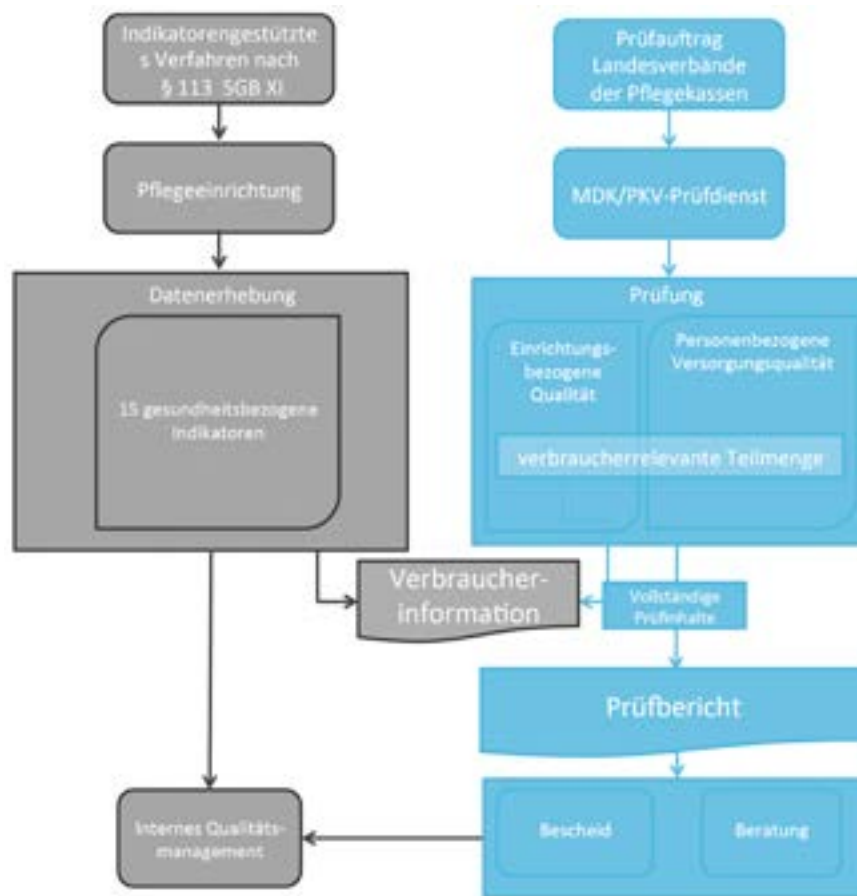 Indikatorengestützte
s Verfahren nach
§ 113 SGB XI
Pflegeeinrichtung
Datenerhebung
15 gesundheitsbezogene
Indikatoren
Prüfauftrag
Landesverbände
der Pflegekassen
MDK/PKV-Prüfdienst
Prüfung
Einrichtungs-
bezogene
Qualität
Personenbezogene
Versorgungsqualität
verbraucherrelevante Teilmenge
Verbraucher-
information
Vollständige
Prüfinhalte
Prüfbericht
Internes Qualitäts-
management
Bescheid
Beratung